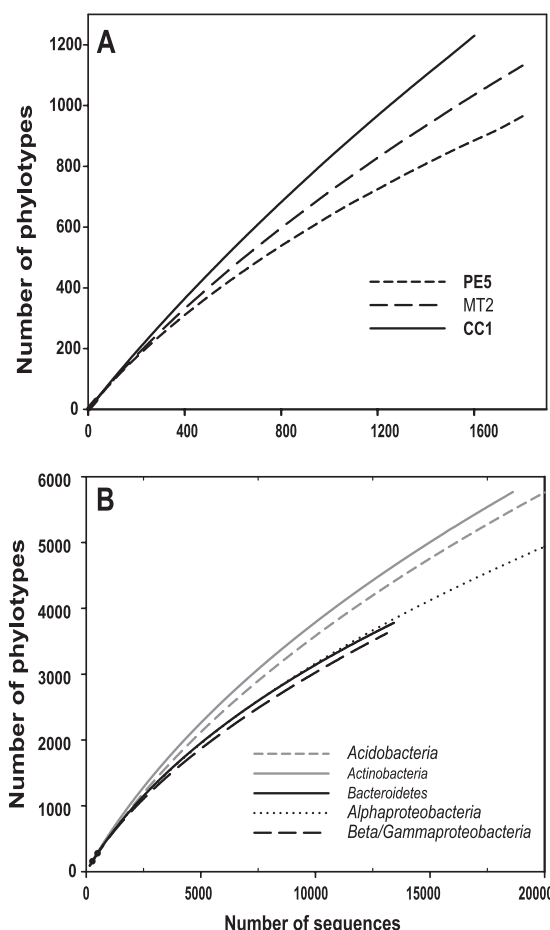 A
Number of phylotypes
1200
1000
800
600
400
200
0
0 400 800 1200 1600
PE5
MT2
CC1
B
Number of phylotypes
6000
5000
4000
3000
2000
1000
0
0 5000 10000 15000 20000
Acidobacteria
Actinobacteria
Bacteroidetes
Alphaproteobacteria
Beta/Gammaproteobacteria
Number of sequences